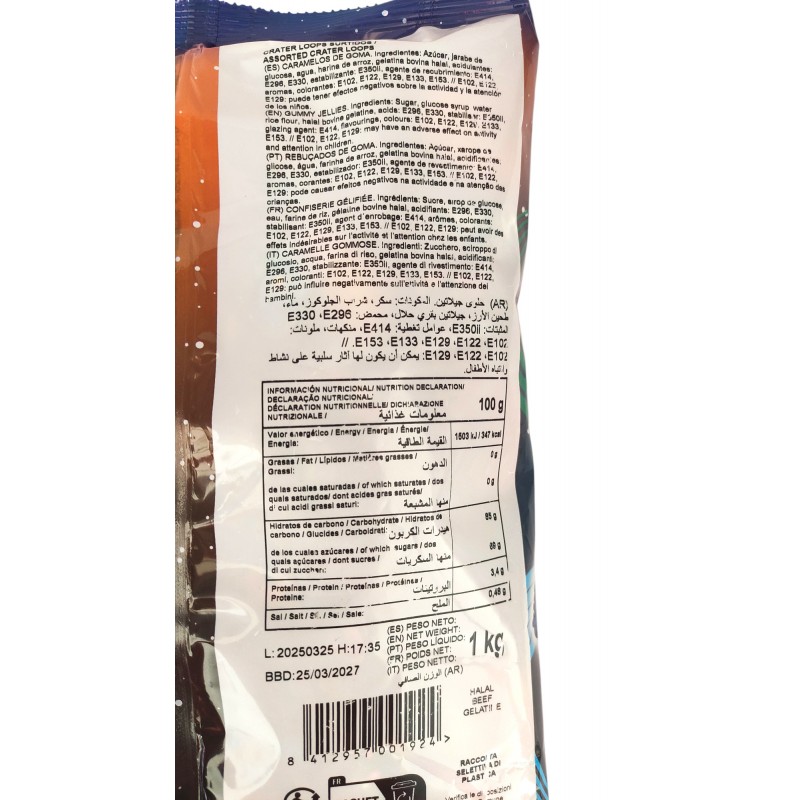 CRATER LOOPS SURTIDOS /
ASSORTED CRATER LOOPS
(ES) CARAMELOS DE GOMA. Ingredientes: Azúcar, jarabe de
glucosa, agua, harina de arroz, gelatina bovina halal, acidulantes:
E296, E330, estabilizante: E350ii, agente de recubrimiento: E414,
aromas, colorantes: E102, E122, E129, E133, E153. // E102, E122
E129: puede tener efectos negativos sobre la actividad y la atención
de los niños.
(EN) GUMMY JELLIES. Ingredients: Sugar, glucose syrup water
rice flour, halal bovine gelatine, acids: E296, E330, stabiliser: E350ii,
glazing agent: E414, flavourings, colours: E102, E122, E129, E133,
E153. // E102, E122, E129: may have an adverse effect on activity
and attention in children.
(PT) REBUÇADOS DE GOMA. Ingredientes: Açúcar, xarope de
glicose, água, farinha de arroz, gelatina bovina halal, acidificantes:
E296, E330, estabilizador: E350ii, agente de revestimento: E414,
aromas, corantes: E102, E122, E129, E133, E153. // E102, E122,
E129: pode causar efeitos negativos na actividade e na atenção das
crianças.
(FR) CONFISERIE GÉLIFIÉE. Ingrédients: Sucre, sirop de glucose,
eau, farine de riz, gélatine bovine halal, acidifiants: E296, E330,
stabilisant: E350ii, agent d'enrobage: E414, arômes, colorants:
E102, E122, E129, E133, E153. // E102, E122, E129: peut avoir des
effets indésirables sur l'activité et l'attention chez les enfants.
(IT) CARAMELLE GOMMOSE. Ingredienti: Zucchero, sciroppo di
glucosio, acqua, farina di riso, gelatina bovina halal, acidificanti:
E296, E330, stabilizzante: E350ii, agente di rivestimento: E414,
aromi, coloranti: E102, E122, E129, E133, E153. // E102, E122,
E129: può influire negativamente sull'attività e l'attenzione dei
bambini.
(AR) حلوى جيلاتين. المكونات: سكر، شراب الجلوكوز، ماء،
طحين الأرز، جيلاتين بقري حلال، محمض: E296، E330
المثبتات: E350ii، عوامل تغطية: E414، منكهات، ملونات:
E102، E122، E129، E133، E153. //
E102، E122، E129: يمكن أن يكون لها آثار سلبية على نشاط
وانتباه الأطفال.
INFORMACIÓN NUTRICIONAL/ NUTRITION DECLARATION/
DECLARAÇÃO NUTRICIONAL/
DÉCLARATION NUTRITIONNELLE/ DICHIARAZIONE
NUTRIZIONALE / معلومات غذائية
100 g
Valor energético / Energy / Energia / Énergie/
Energia: القيمة الطاقية
1603 kJ / 347 kcal
Grasas / Fat / Lípidos / Matières grasses /
Grassi: الدهون
0 g
de las cuales saturadas / of which saturates / dos
quais saturados/ dont acides gras saturés/
di cui acidi grassi saturi: منها المشبعة
0 g
Hidratos de carbono / Carbohydrate / Hidratos de
carbono / Glucides / Carboidrati: هيدرات الكربون
85 g
de los cuales azúcares / of which sugars / dos
quais açúcares / dont sucres /
di cui zuccheri: منها السكريات
Proteínas / Protein / Proteínas / Protéines /
Proteine: البروتينات
3,4 g
Sal / Salt / Sal / Sel / Sale: الملح
0,45 g
L: 20250325 H:17:35
BBD:25/03/2027
(ES) PESO NETO:
(EN) NET WEIGHT:
(PT) PESO LÍQUIDO:
(FR) POIDS NET:
(IT) PESO NETTO:
(AR) الوزن الصافي
1 kg
8 412957 001924 >
HALAL
BEEF
GELATINE
RACCOLTA
SELETTIVA DI
PLASTICA
FR
Verifica le disposizioni